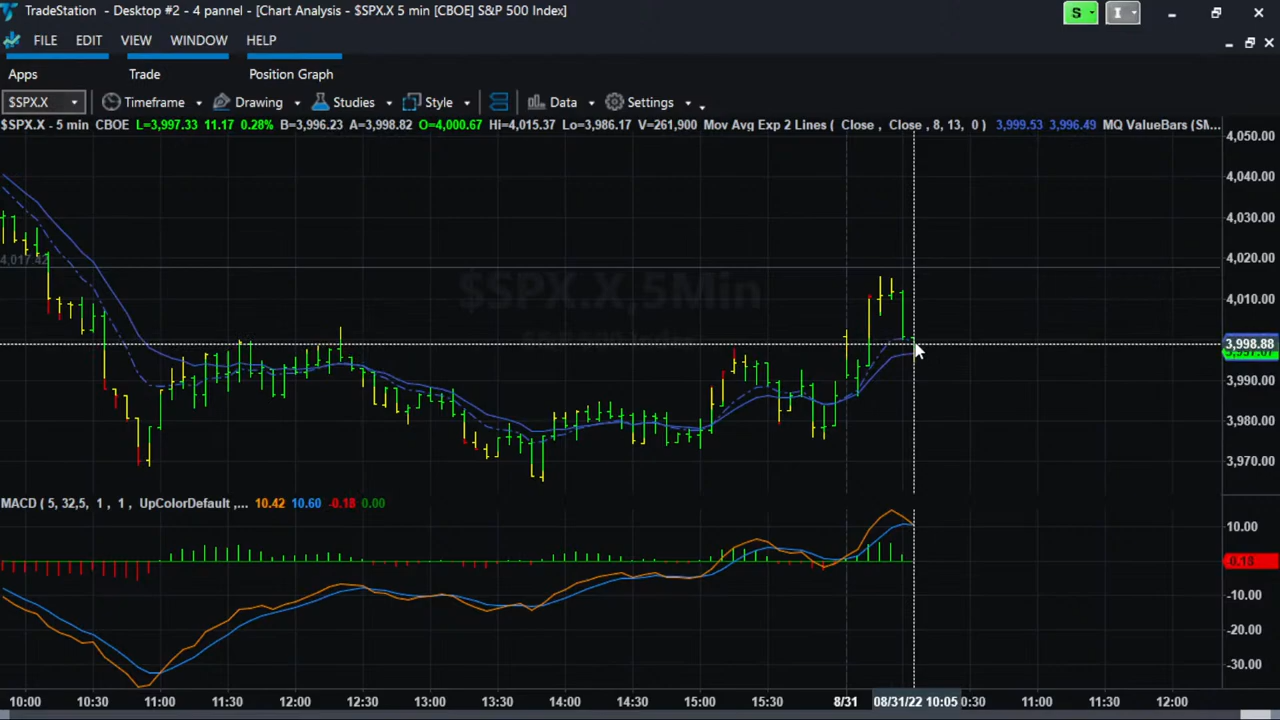 TradeStation - Desktop #2 - 4 pannel - [Chart Analysis - $SPX.X 5 min [CBOE] S&P 500 Index]
S I
FILE EDIT VIEW WINDOW HELP
Apps Trade Position Graph
$SPX.X Timeframe Drawing Studies Style Data Settings
$SPX.X - 5 min CBOE L=3,997.33 11.17 0.28% B=3,996.23 A=3,998.82 O=4,000.67 Hi=4,015.37 Lo=3,986.17 V=261,900 Mov Avg Exp 2 Lines ( Close , Close , 8, 13, 0 ) 3,999.53 3,996.49 MQ ValueBars (SM...
4,050.00
4,040.00
4,030.00
4,020.00
4,017.42
$SPX.X,5Min
4,010.00
3,998.88
3,990.00
3,980.00
3,970.00
MACD ( 5, 32,5, 1 , 1 , UpColorDefault ,... 10.42 10.60 -0.18 0.00
10.00
-10.00
-20.00
-30.00
10:00 10:30 11:00 11:30 12:00 12:30 13:00 13:30 14:00 14:30 15:00 15:30 8/31 08/31/22 10:05 0:30 11:00 11:30 12:00